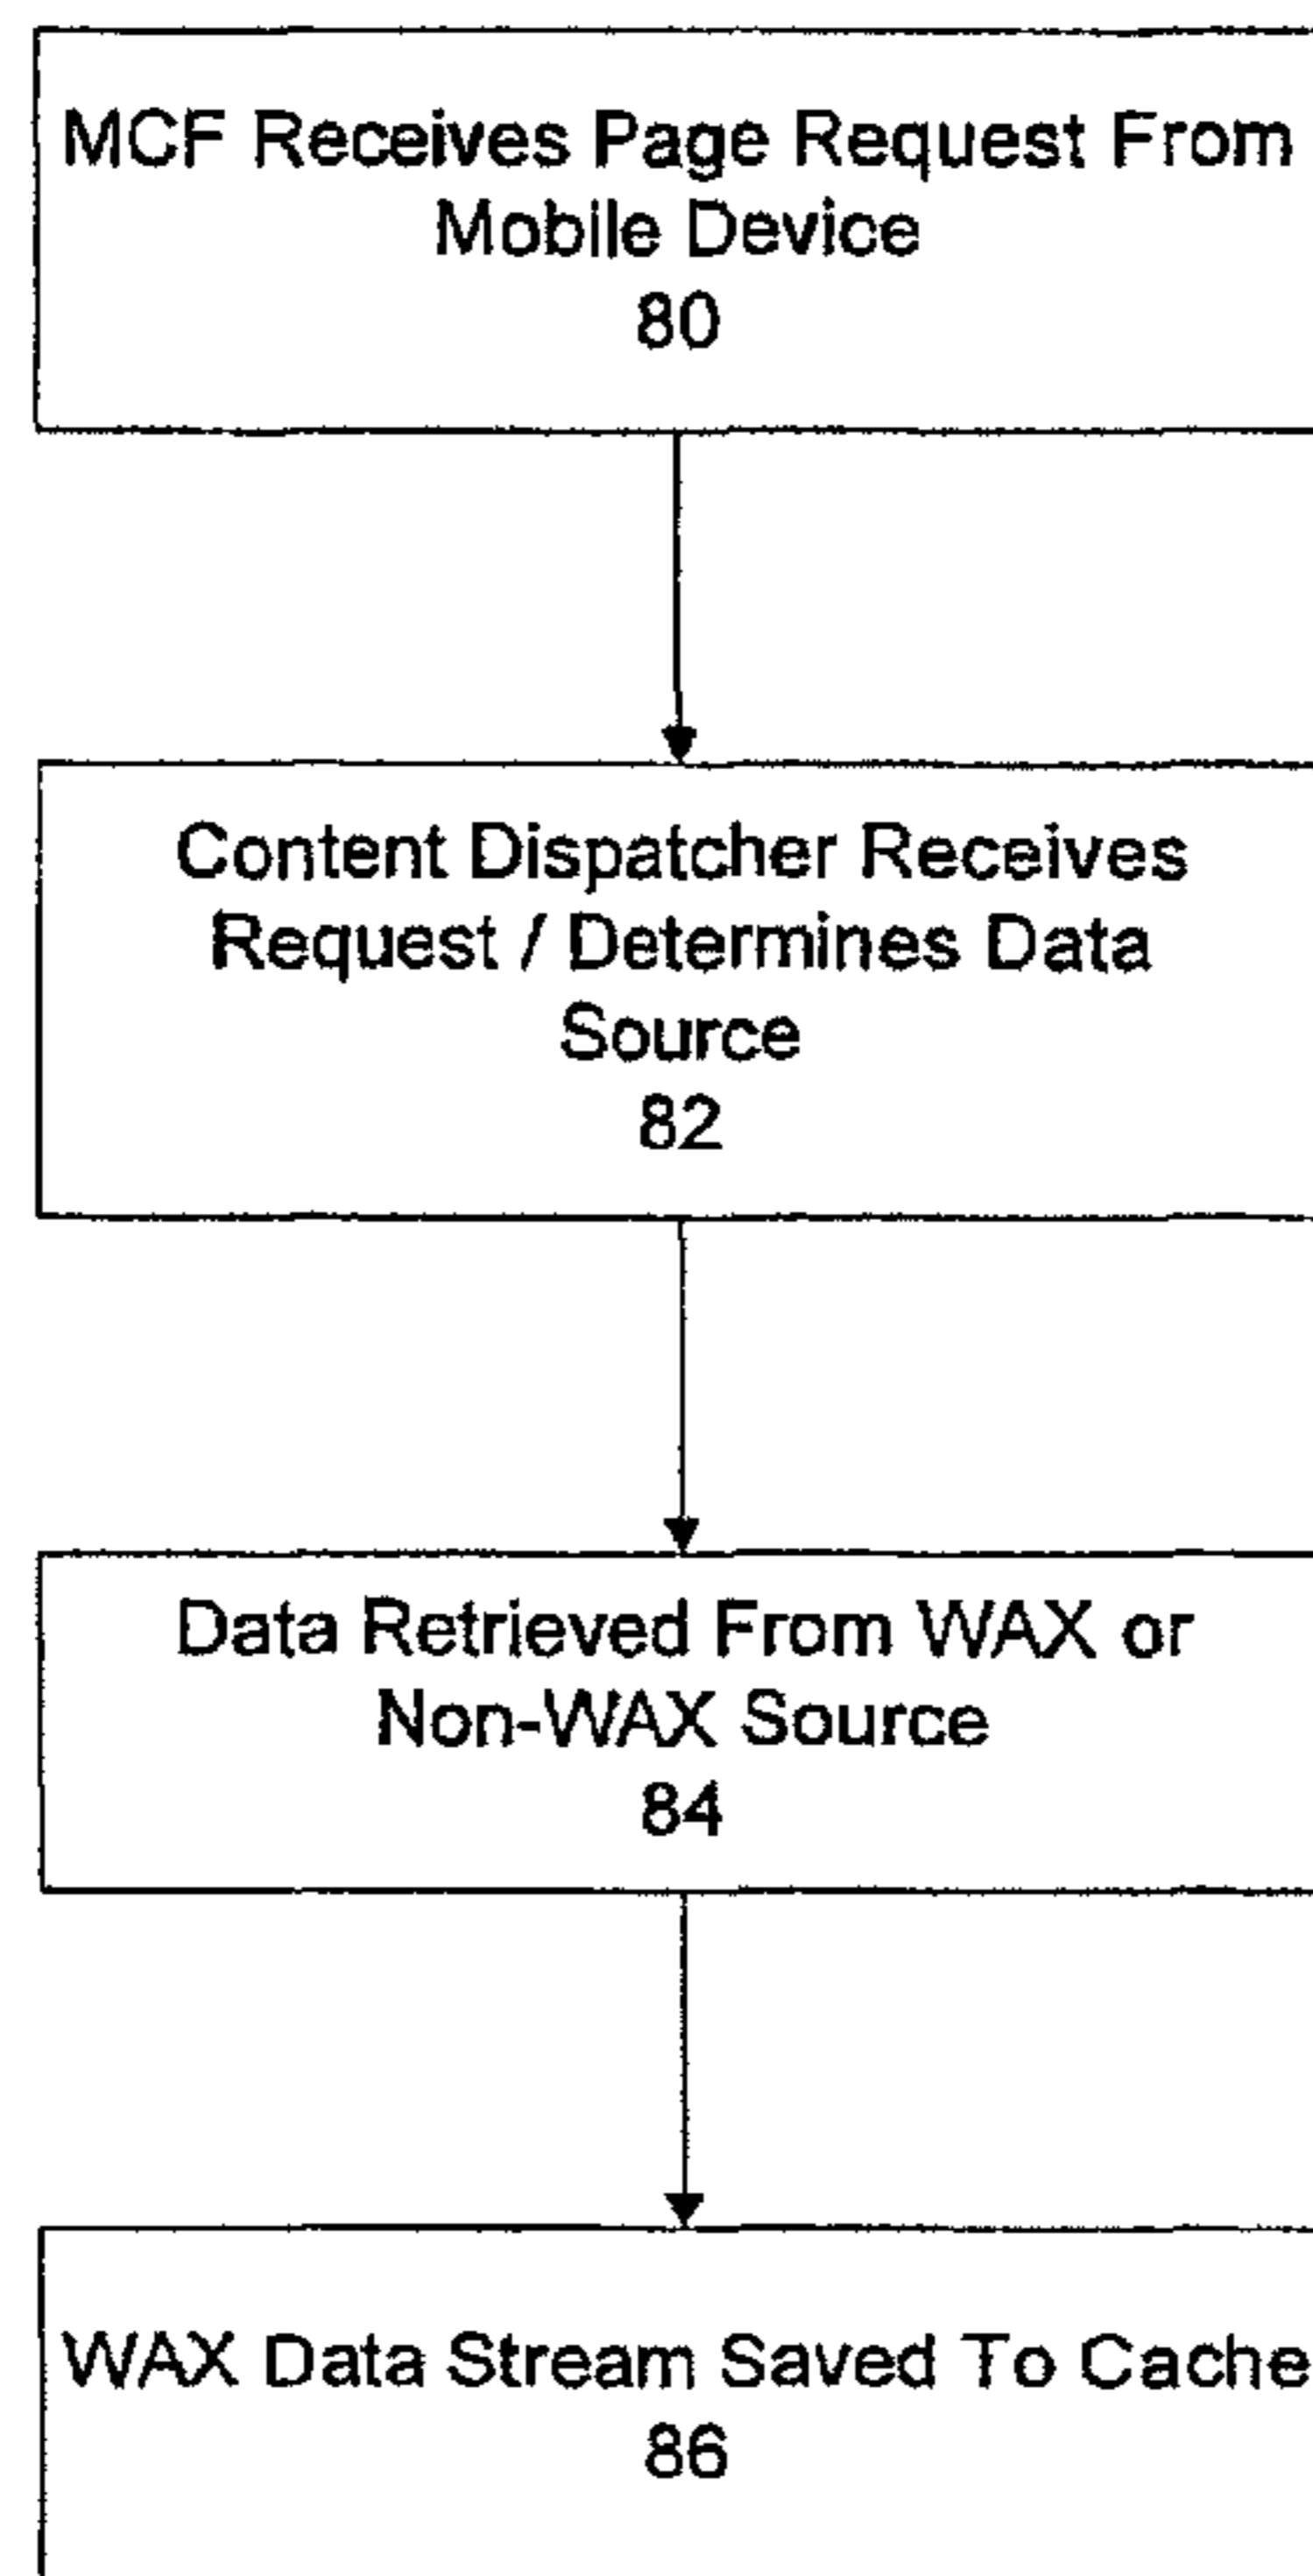 MCF Receives Page Request From
Mobile Device
80
Content Dispatcher Receives
Request / Determines Data
Source
82
Data Retrieved From WAX or
Non-WAX Source
84
WAX Data Stream Saved To Cache
86